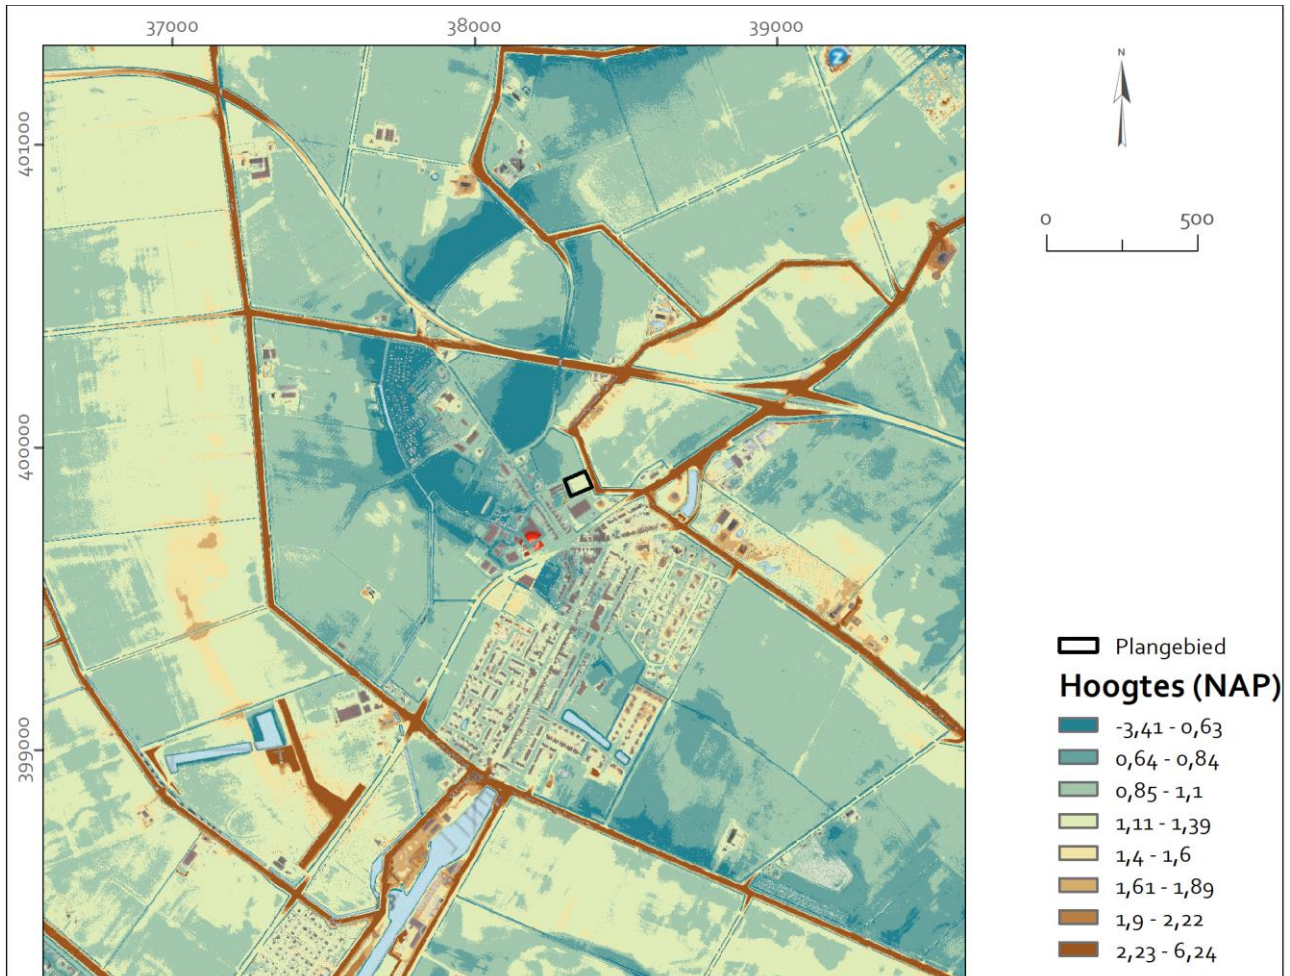 37000 38000 39000
401000
400000
399000
Z
N
0 500
Plangebied
Hoogtes (NAP)
-3,41 - 0,63
0,64 - 0,84
0,85 - 1,1
1,11 - 1,39
1,4 - 1,6
1,61 - 1,89
1,9 - 2,22
2,23 - 6,24